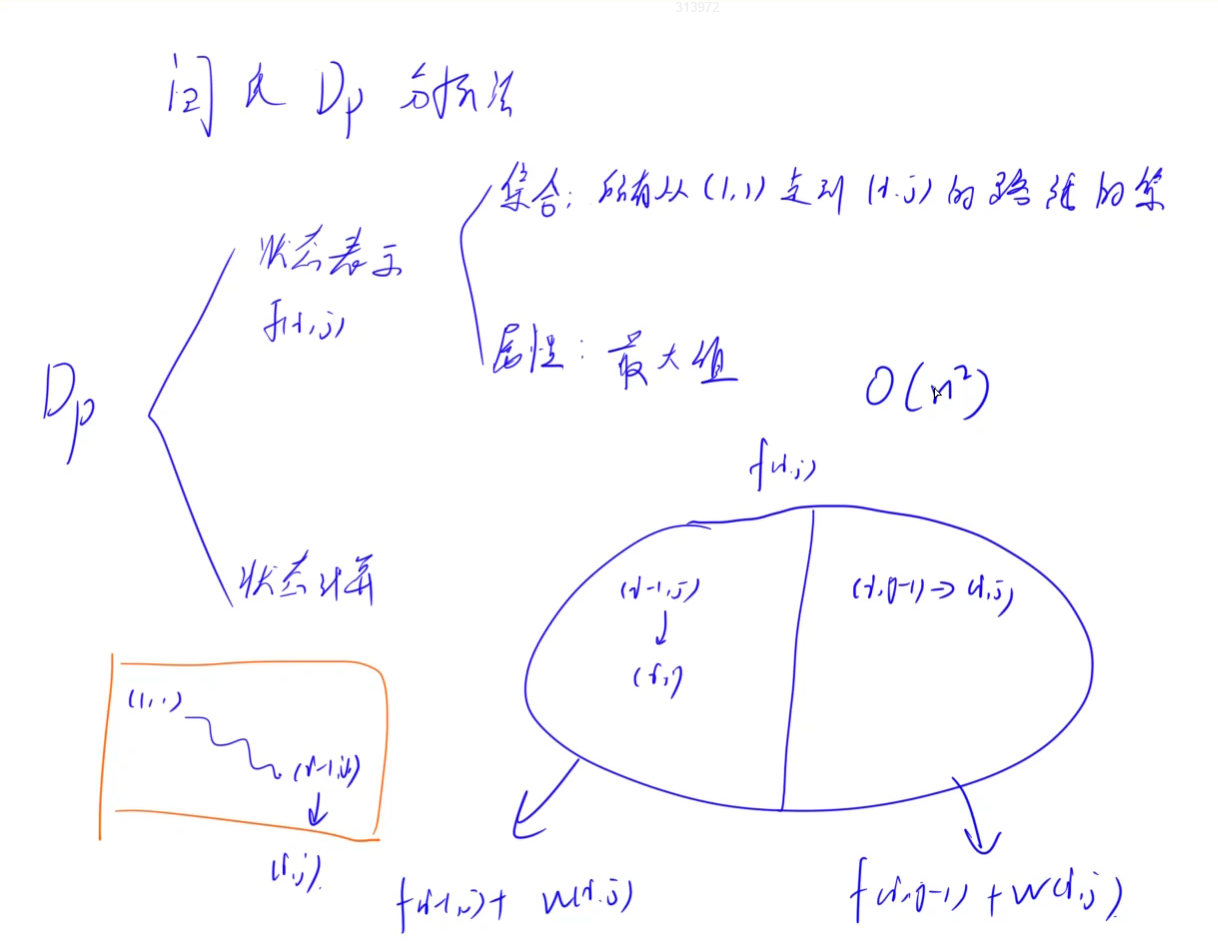 313972
闫氏 Dp 分析法
集合: 所有从 (1,1) 走到 (i.j) 的路径的集
状态表示
f(i,j)
属性: 最大值
O(n²)
Dp
f(i.j)
状态计算
(i-1,j)
↓
(i,j)
(i,j-1) → (i,j)
(1,1)
(i-1,j)
↓
(i,j)
f(i-1,j)+ w(i.j)
f(i,j-1) + w(i,j)